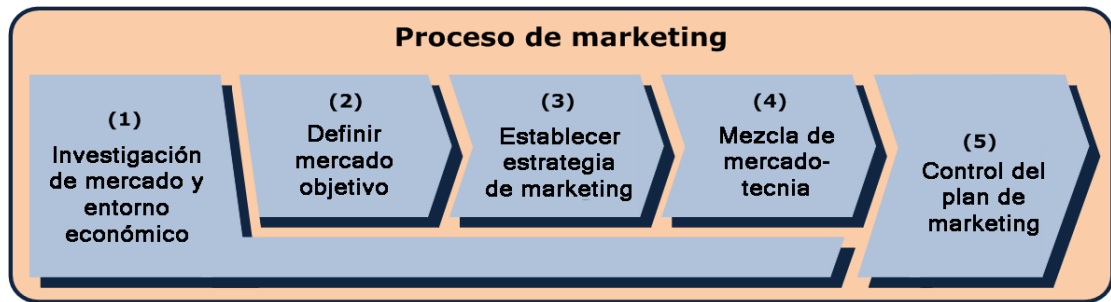 Proceso de marketing
(1)
Investigación
de mercado y
entorno
económico
(2)
Definir
mercado
objetivo
(3)
Establecer
estrategia
de marketing
(4)
Mezcla de
mercado-
tecnia
(5)
Control del
plan de
marketing